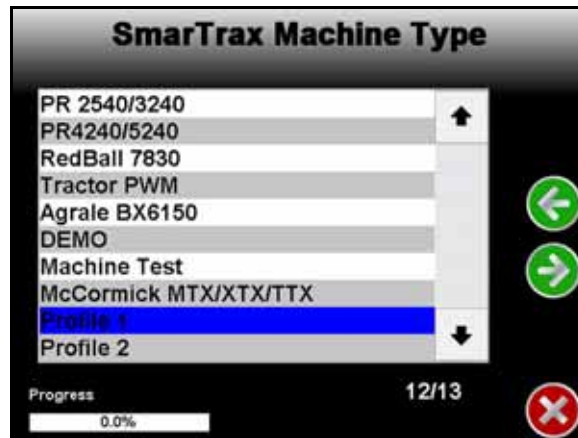 SmarTrax Machine Type
PR 2540/3240
PR4240/5240
RedBall 7830
Tractor PWM
Agrale BX6150
DEMO
Machine Test
McCormick MTX/XTX/TTX
Profile 1
Profile 2
Progress
12/13
0.0%